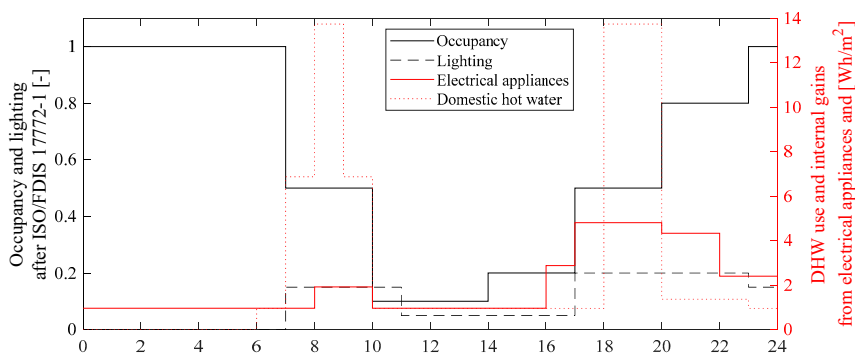 Occupancy and lighting
after ISO/FDIS 17772-1 [-]
1
0.8
0.6
0.4
0.2
0
Occupancy
Lighting
Electrical appliances
Domestic hot water
14
12
10
8
6
4
2
0
DHW use and internal gains
from electrical appliances and [Wh/m²]
0 2 4 6 8 10 12 14 16 18 20 22 24